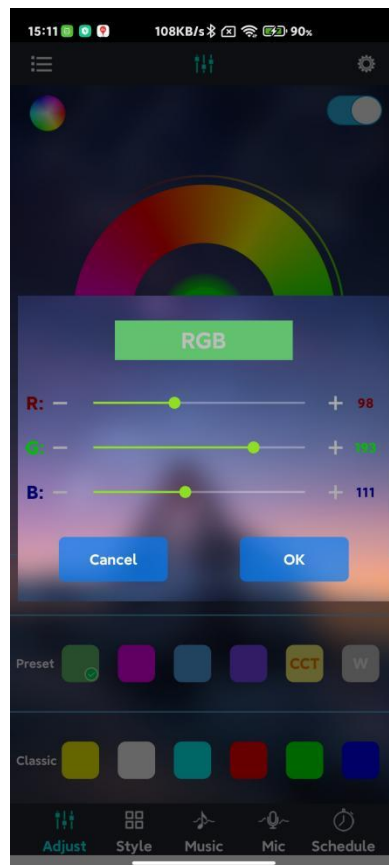 15:11 108KB/s 90%
RGB
R: − + 98
G: − + 193
B: − + 111
Cancel OK
Preset CCT W
Classic
Adjust Style Music Mic Schedule